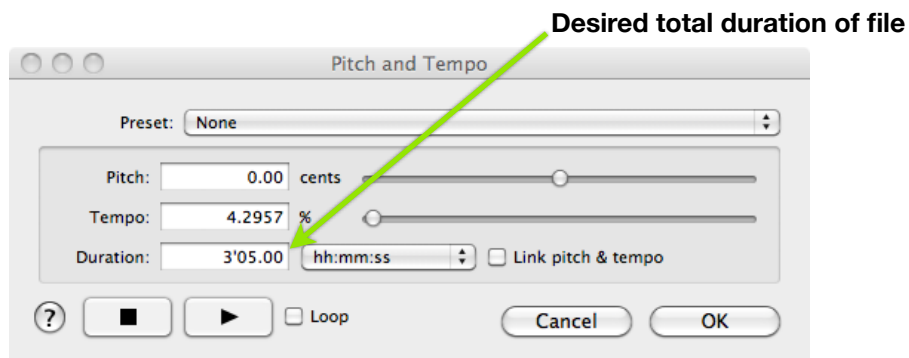 Desired total duration of file
Pitch and Tempo
Preset: None
Pitch: 0.00 cents
Tempo: 4.2957 %
Duration: 3'05.00 hh:mm:ss Link pitch & tempo
? Loop Cancel OK